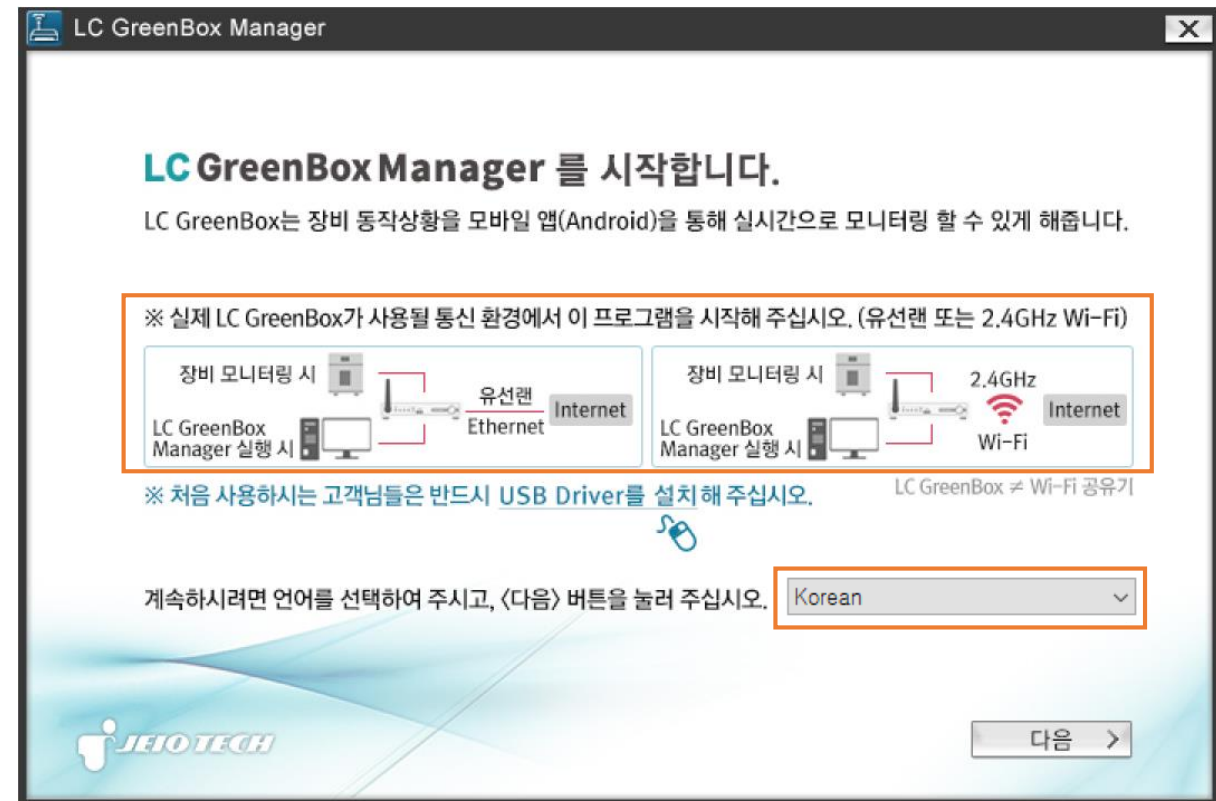 LC GreenBox Manager
LC GreenBox Manager 를 시작합니다.
LC GreenBox는 장비 동작상황을 모바일 앱(Android)을 통해 실시간으로 모니터링 할 수 있게 해줍니다.
※ 실제 LC GreenBox가 사용될 통신 환경에서 이 프로그램을 시작해 주십시오. (유선랜 또는 2.4GHz Wi-Fi)
장비 모니터링 시
유선랜
Ethernet
Internet
LC GreenBox
Manager 실행 시
장비 모니터링 시
2.4GHz
Wi-Fi
Internet
LC GreenBox
Manager 실행 시
※ 처음 사용하시는 고객님들은 반드시 USB Driver를 설치해 주십시오.
LC GreenBox ≠ Wi-Fi 공유기
계속하시려면 언어를 선택하여 주시고, 〈다음〉 버튼을 눌러 주십시오.
Korean
JEIO TECH
다음 >